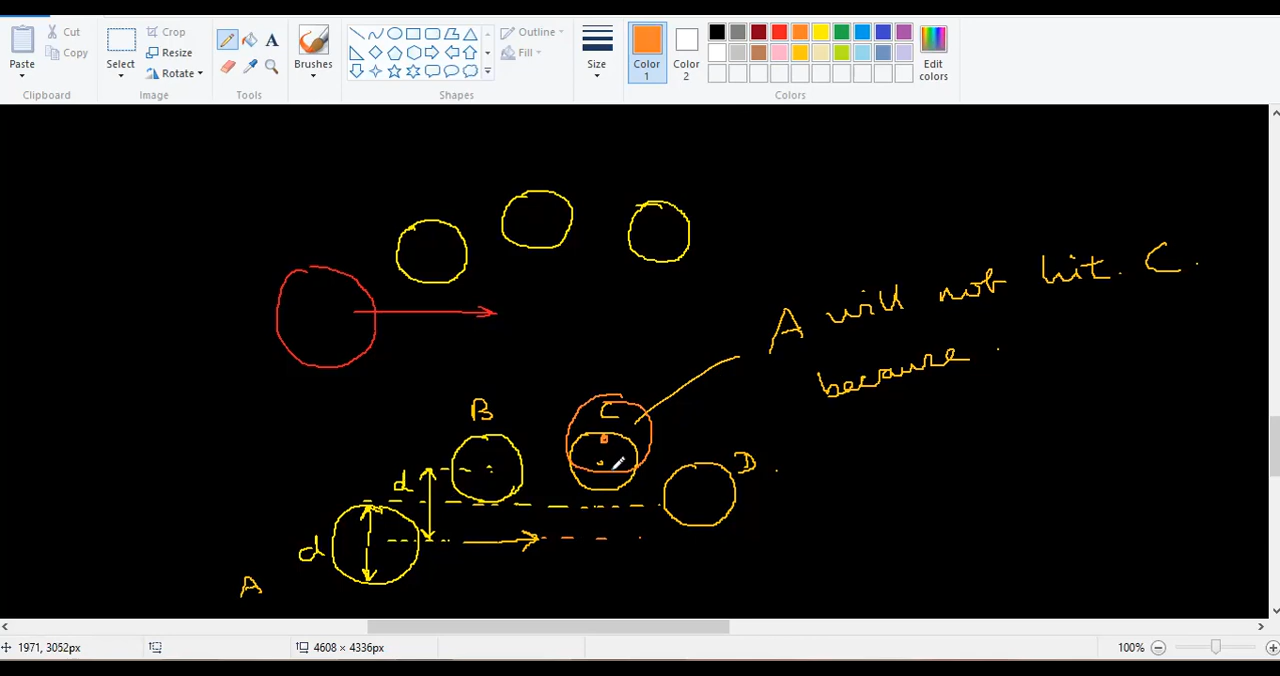 Paste
Cut
Copy
Clipboard
Select
Crop
Resize
Rotate
Image
A
Tools
Brushes
Outline
Fill
Shapes
Size
Color 1
Color 2
Edit colors
Colors
A will not hit. C.
because.
B
C
d
D
d
A
1971, 3052px
4608 × 4336px
100%